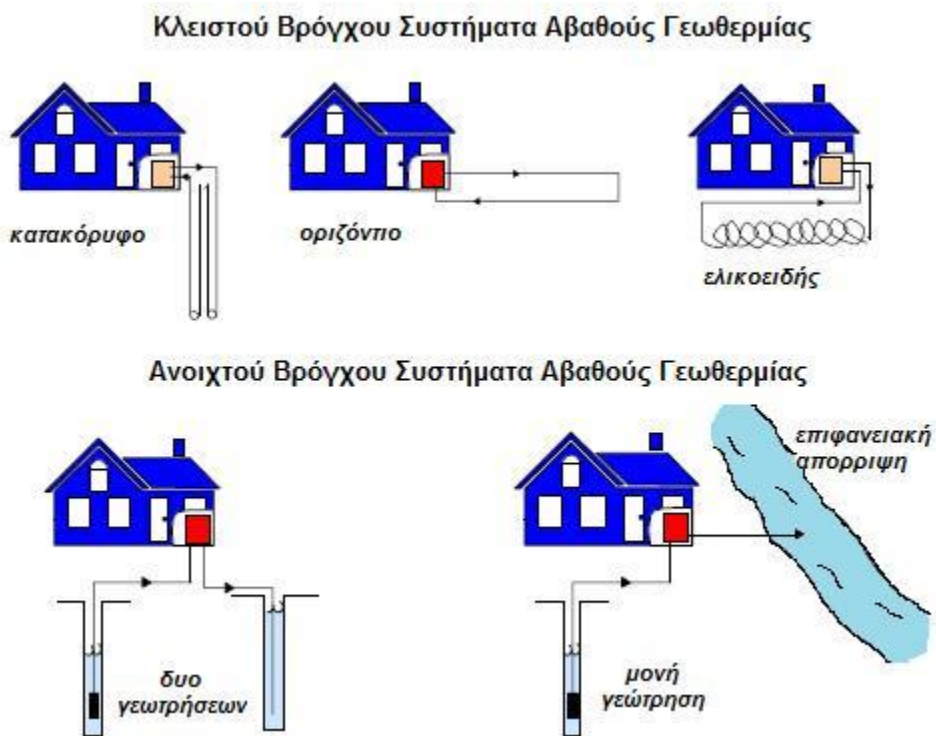 Κλειστού Βρόγχου Συστήματα Αβαθούς Γεωθερμίας
κατακόρυφο
οριζόντιο
ελικοειδής
Ανοιχτού Βρόγχου Συστήματα Αβαθούς Γεωθερμίας
επιφανειακή
απορριψη
δυο
γεωτρήσεων
μονή
γεώτρηση